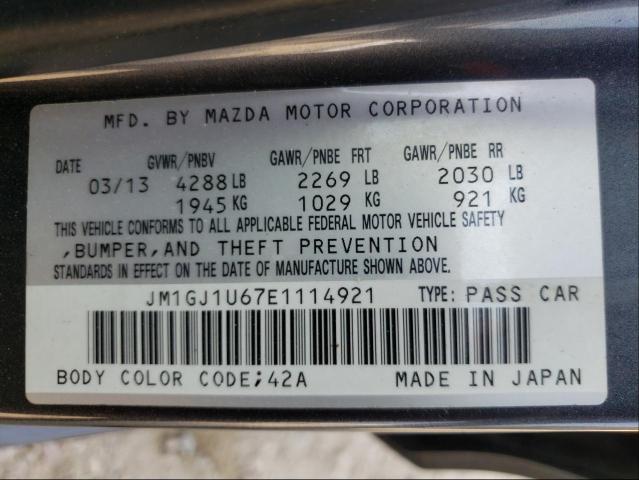 MFD. BY MAZDA MOTOR CORPORATION
DATE GVWR/PNBV GAWR/PNBE FRT GAWR/PNBE RR
03/13 4288 LB 2269 LB 2030 LB
1945 KG 1029 KG 921 KG
THIS VEHICLE CONFORMS TO ALL APPLICABLE FEDERAL MOTOR VEHICLE SAFETY
,BUMPER,AND THEFT PREVENTION
STANDARDS IN EFFECT ON THE DATE OF MANUFACTURE SHOWN ABOVE.
JM1GJ1U67E1114921 TYPE: PASS CAR
BODY COLOR CODE;42A MADE IN JAPAN